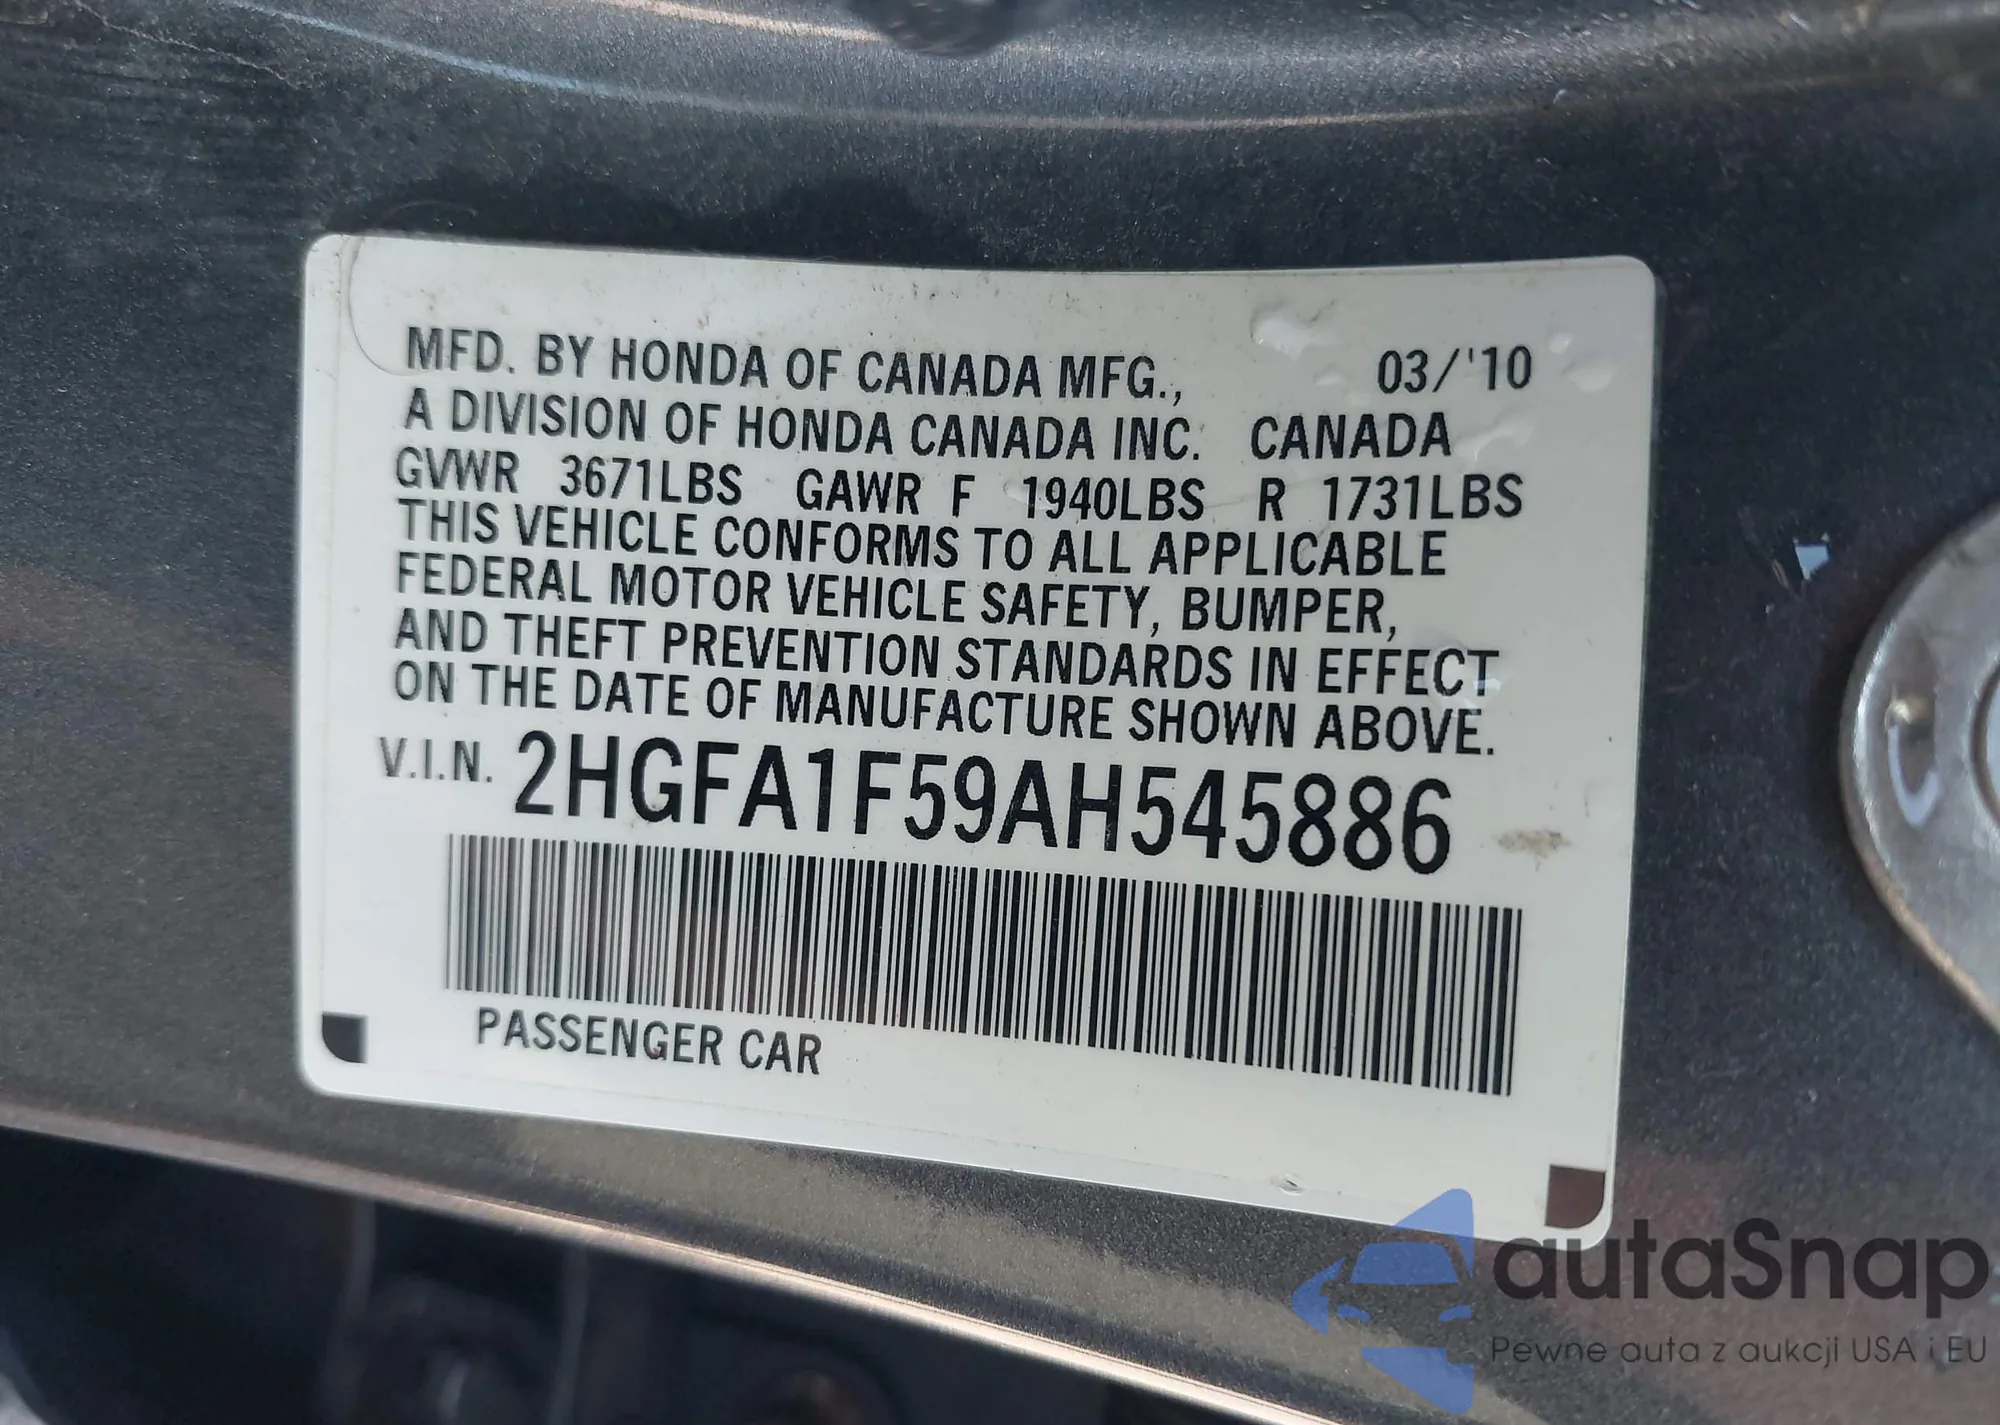 MFD. BY HONDA OF CANADA MFG., 03/'10
A DIVISION OF HONDA CANADA INC. CANADA
GVWR 3671LBS GAWR F 1940LBS R 1731LBS
THIS VEHICLE CONFORMS TO ALL APPLICABLE
FEDERAL MOTOR VEHICLE SAFETY, BUMPER,
AND THEFT PREVENTION STANDARDS IN EFFECT
ON THE DATE OF MANUFACTURE SHOWN ABOVE.
V.I.N. 2HGFA1F59AH545886
PASSENGER CAR
autaSnap
Pewne auta z aukcji USA i EU